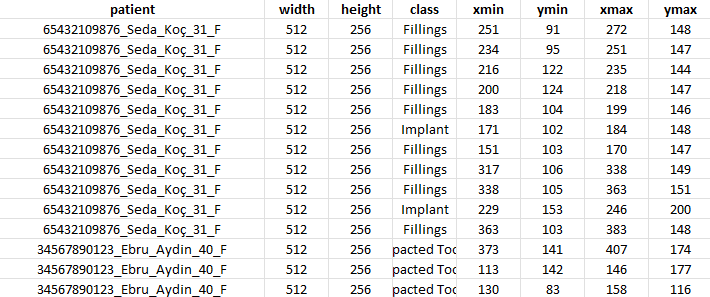 patient width height class xmin ymin xmax ymax
65432109876_Seda_Koç_31_F 512 256 Fillings 251 91 272 148
65432109876_Seda_Koç_31_F 512 256 Fillings 234 95 251 147
65432109876_Seda_Koç_31_F 512 256 Fillings 216 122 235 144
65432109876_Seda_Koç_31_F 512 256 Fillings 200 124 218 147
65432109876_Seda_Koç_31_F 512 256 Fillings 183 104 199 146
65432109876_Seda_Koç_31_F 512 256 Implant 171 102 184 148
65432109876_Seda_Koç_31_F 512 256 Fillings 151 103 170 147
65432109876_Seda_Koç_31_F 512 256 Fillings 317 106 338 149
65432109876_Seda_Koç_31_F 512 256 Fillings 338 105 363 151
65432109876_Seda_Koç_31_F 512 256 Implant 229 153 246 200
65432109876_Seda_Koç_31_F 512 256 Fillings 363 103 383 148
34567890123_Ebru_Aydin_40_F 512 256 pacted Too 373 141 407 174
34567890123_Ebru_Aydin_40_F 512 256 pacted Too 113 142 146 177
34567890123_Ebru_Aydin_40_F 512 256 pacted Too 130 83 158 116